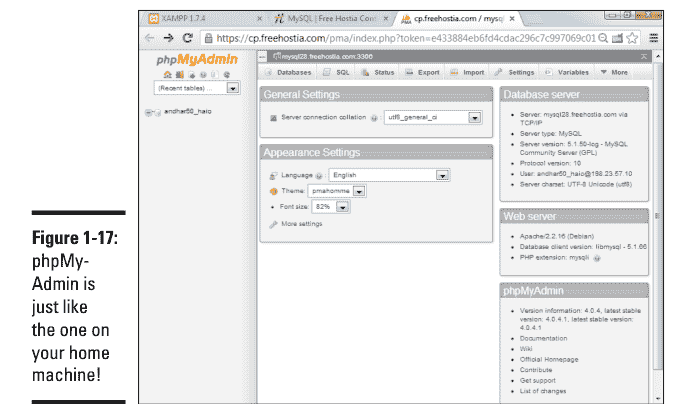 XAMPP 1.7.4
MySQL | Free Hostia Con
cp.freehostia.com / mysq
https://cp.freehostia.com/pma/index.php?token=e433884eb6fd4cdac296c7c997069c01
phpMyAdmin
(Recent tables) ...
andhar50_haio
mysql28.freehostia.com:3306
Databases SQL Status Export Import Settings Variables More
General Settings
Server connection collation : utf8_general_ci
Appearance Settings
Language : English
Theme: pmahomme
Font size: 82%
More settings
Database server
Server: mysql28.freehostia.com via
TCP/IP
Server type: MySQL
Server version: 5.1.50-log - MySQL
Community Server (GPL)
Protocol version: 10
User: andhar50_haio@198.23.57.10
Server charset: UTF-8 Unicode (utf8)
Web server
Apache/2.2.16 (Debian)
Database client version: libmysql - 5.1.66
PHP extension: mysqli
phpMyAdmin
Version information: 4.0.4, latest stable
version: 4.0.4.1, latest stable version:
4.0.4.1
Documentation
Wiki
Official Homepage
Contribute
Get support
List of changes
Figure 1-17:
phpMy-
Admin is
just like
the one on
your home
machine!